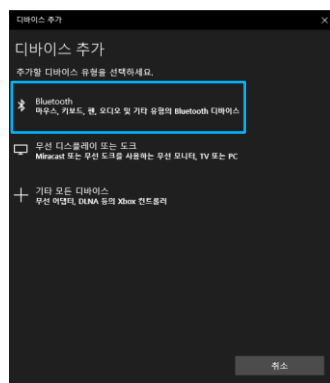 디바이스 추가
디바이스 추가
추가할 디바이스 유형을 선택하세요.
Bluetooth
마우스, 키보드, 펜, 오디오 및 기타 유형의 Bluetooth 디바이스
무선 디스플레이 또는 도크
Miracast 또는 무선 도크를 사용하는 무선 모니터, TV 또는 PC
기타 모든 디바이스
무선 어댑터, DLNA 등의 Xbox 컨트롤러
취소